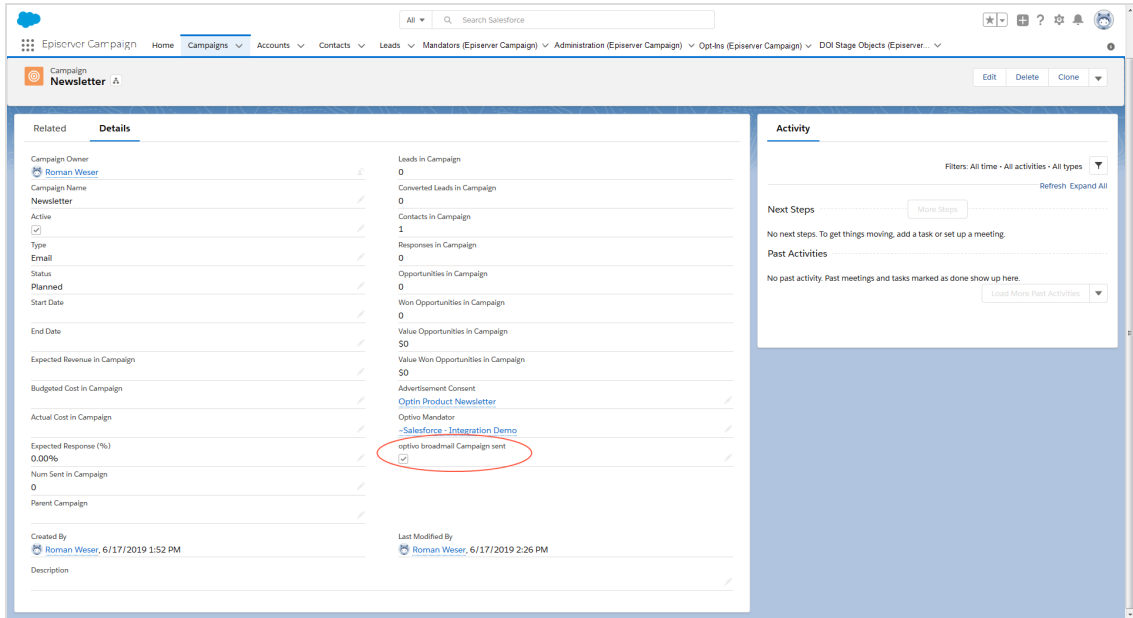 All
Search Salesforce
Episerver Campaign
Home
Campaigns
Accounts
Contacts
Leads
Mandators (Episerver Campaign)
Administration (Episerver Campaign)
Opt-Ins (Episerver Campaign)
DOI Stage Objects (Episerver...
Campaign
Newsletter
Edit
Delete
Clone
Related
Details
Campaign Owner
Roman Weser
Campaign Name
Newsletter
Active
Type
Email
Status
Planned
Start Date
End Date
Expected Revenue in Campaign
Budgeted Cost in Campaign
Actual Cost in Campaign
Expected Response (%)
0.00%
Num Sent in Campaign
0
Parent Campaign
Created By
Roman Weser, 6/17/2019 1:52 PM
Description
Leads in Campaign
0
Converted Leads in Campaign
0
Contacts in Campaign
1
Responses in Campaign
0
Opportunities in Campaign
0
Won Opportunities in Campaign
0
Value Opportunities in Campaign
$0
Value Won Opportunities in Campaign
$0
Advertisement Consent
Optin Product Newsletter
Optivo Mandator
~Salesforce - Integration Demo
optivo broadmail Campaign sent
Last Modified By
Roman Weser, 6/17/2019 2:26 PM
Activity
Filters: All time • All activities • All types
Refresh Expand All
Next Steps
More Steps
No next steps. To get things moving, add a task or set up a meeting.
Past Activities
No past activity. Past meetings and tasks marked as done show up here.
Load More Past Activities